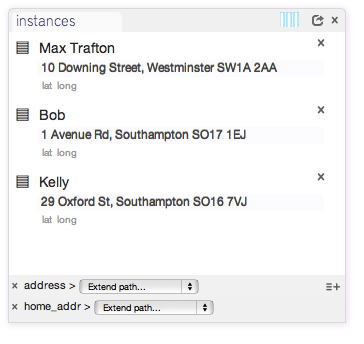 instances
Max Trafton
10 Downing Street, Westminster SW1A 2AA
lat long
Bob
1 Avenue Rd, Southampton SO17 1EJ
lat long
Kelly
29 Oxford St, Southampton SO16 7VJ
lat long
address > Extend path...
home_addr > Extend path...